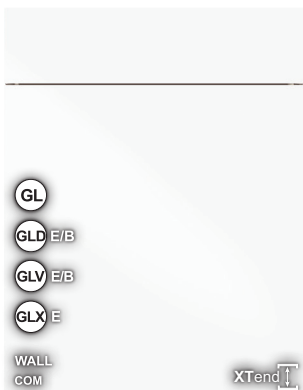 GL
GLD E/B
GLV E/B
GLX E
WALL
COM
XTend